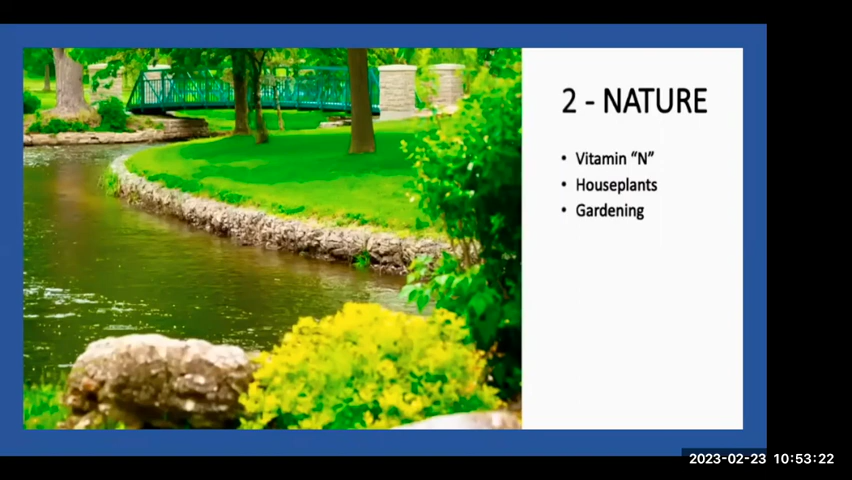 2 - NATURE
• Vitamin “N”
• Houseplants
• Gardening
2023-02-23 10:53:22